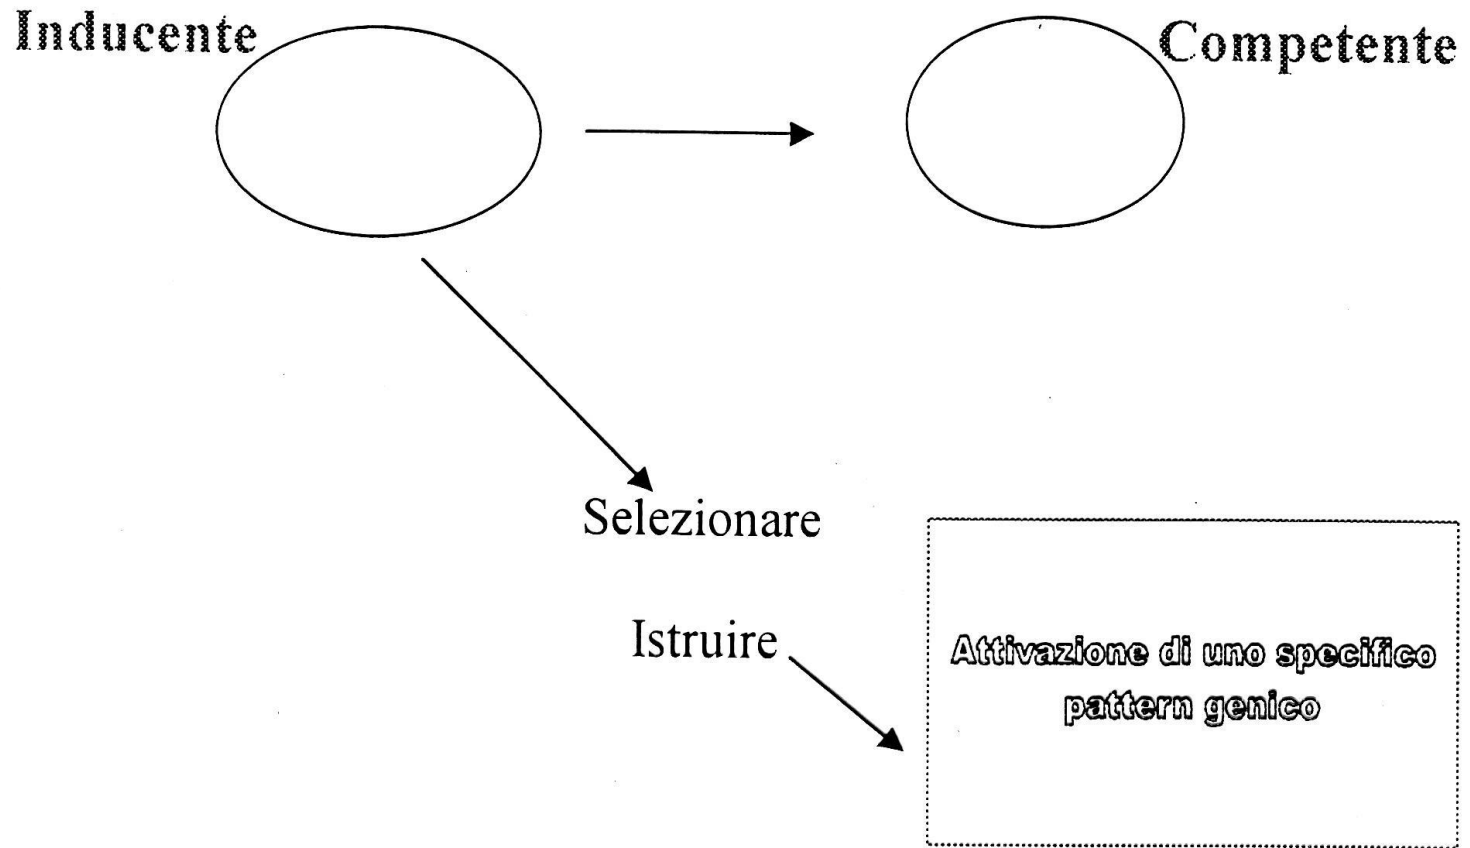 Inducente
Competente
Selezionare
Istruire
Attivazione di uno specifico
pattern genico